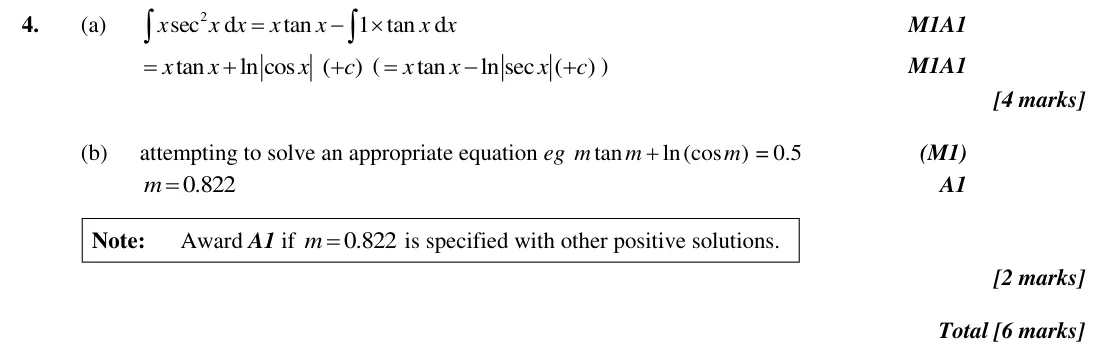 4. (a) ∫x sec²x dx = x tan x − ∫1 × tan x dx M1A1
= x tan x + ln|cos x| (+c) (= x tan x − ln|sec x|(+c)) M1A1
[4 marks]
(b) attempting to solve an appropriate equation eg m tan m + ln(cos m) = 0.5 (M1)
m = 0.822 A1
Note: Award A1 if m = 0.822 is specified with other positive solutions.
[2 marks]
Total [6 marks]